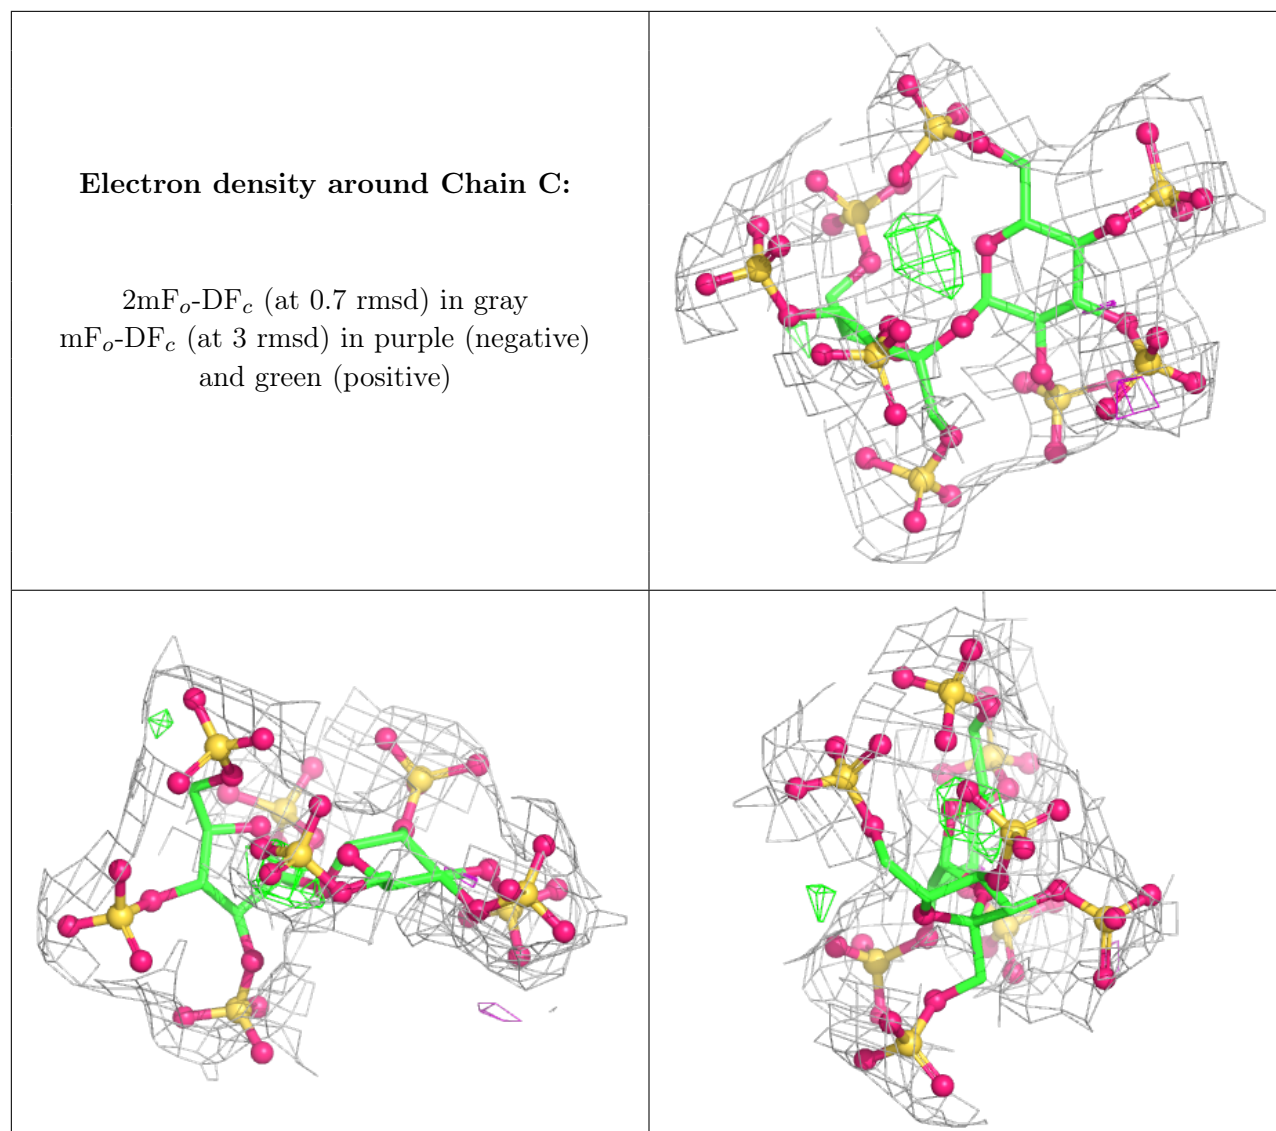 Electron density around Chain C:
2mFₒ-DF𝒸 (at 0.7 rmsd) in gray
mFₒ-DF𝒸 (at 3 rmsd) in purple (negative)
and green (positive)